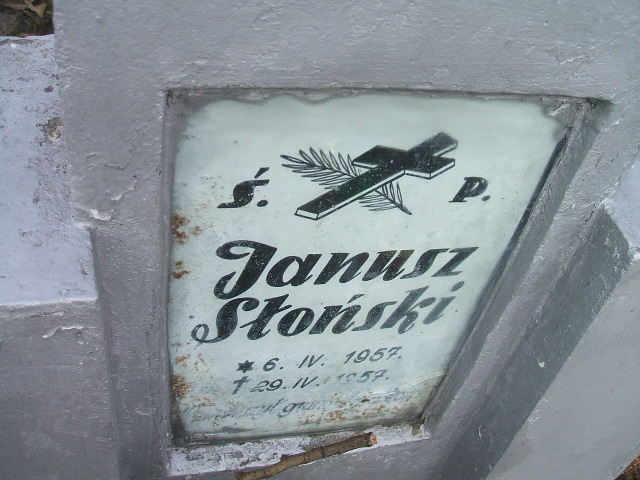 Ś. P.
Janusz
Słoński
* 6. IV. 1957.
† 29. IV. 1957.